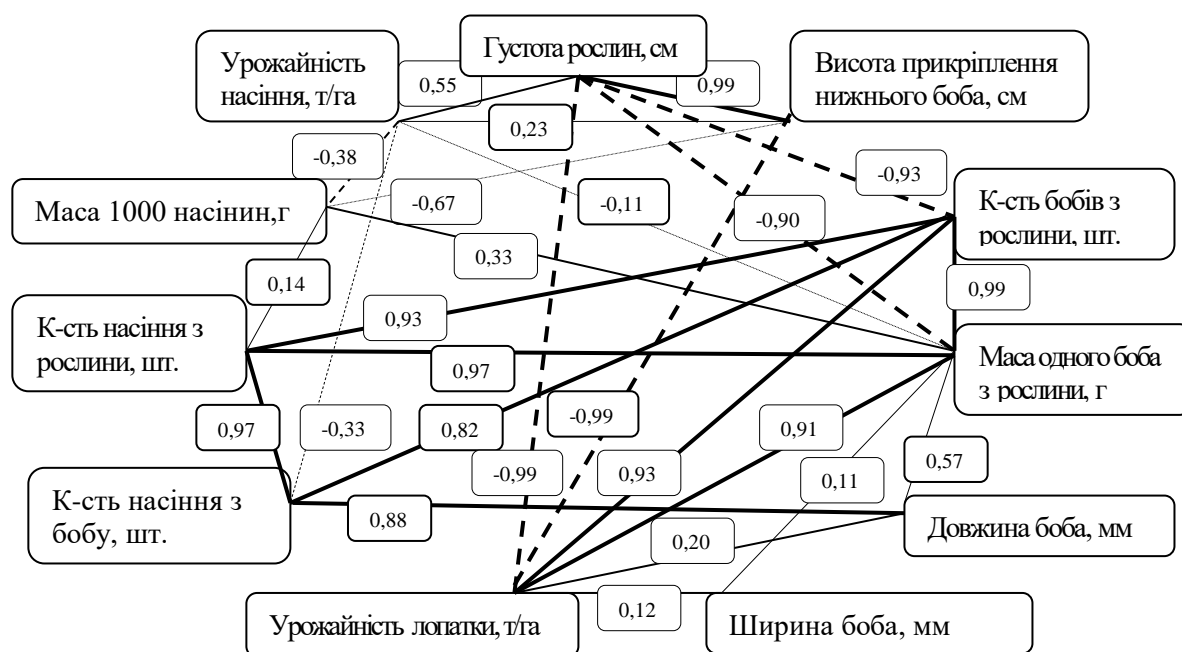 Густота рослин, см
Урожайність
насіння, т/га
Висота прикріплення
нижнього боба, см
0,55
0,99
0,23
-0,38
-0,93
Маса 1000 насінин,г
-0,67
-0,11
-0,90
К-сть бобів з
рослини, шт.
0,33
0,14
0,99
К-сть насіння з
рослини, шт.
0,93
0,97
Маса одного боба
з рослини, г
0,97
-0,33
0,82
-0,99
0,91
-0,99
0,93
0,11
0,57
К-сть насіння з
бобу, шт.
0,88
0,20
Довжина боба, мм
0,12
Урожайність лопатки, т/га
Ширина боба, мм